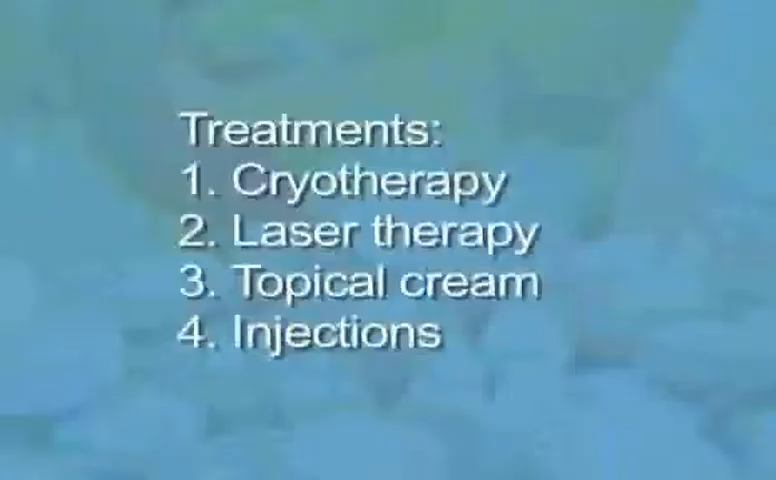 Treatments:
1. Cryotherapy
2. Laser therapy
3. Topical cream
4. Injections